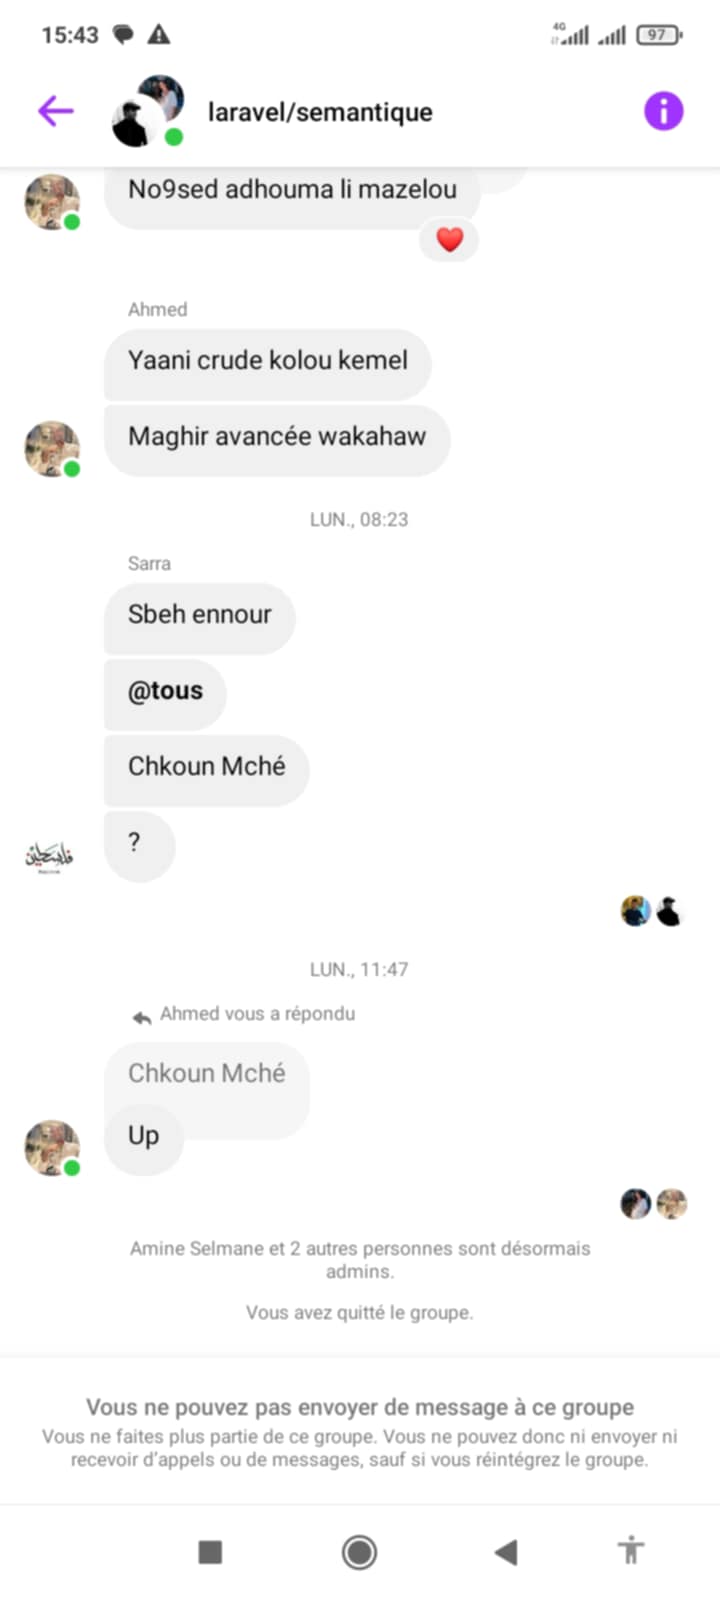 15:43
4G
97
laravel/semantique
No9sed adhouma li mazelou
Ahmed
Yaani crude kolou kemel
Maghir avancée wakahaw
LUN., 08:23
Sarra
Sbeh ennour
@tous
Chkoun Mché
?
فلسطين
LUN., 11:47
Ahmed vous a répondu
Chkoun Mché
Up
Amine Selmane et 2 autres personnes sont désormais
admins.
Vous avez quitté le groupe.
Vous ne pouvez pas envoyer de message à ce groupe
Vous ne faites plus partie de ce groupe. Vous ne pouvez donc ni envoyer ni
recevoir d'appels ou de messages, sauf si vous réintégrez le groupe.